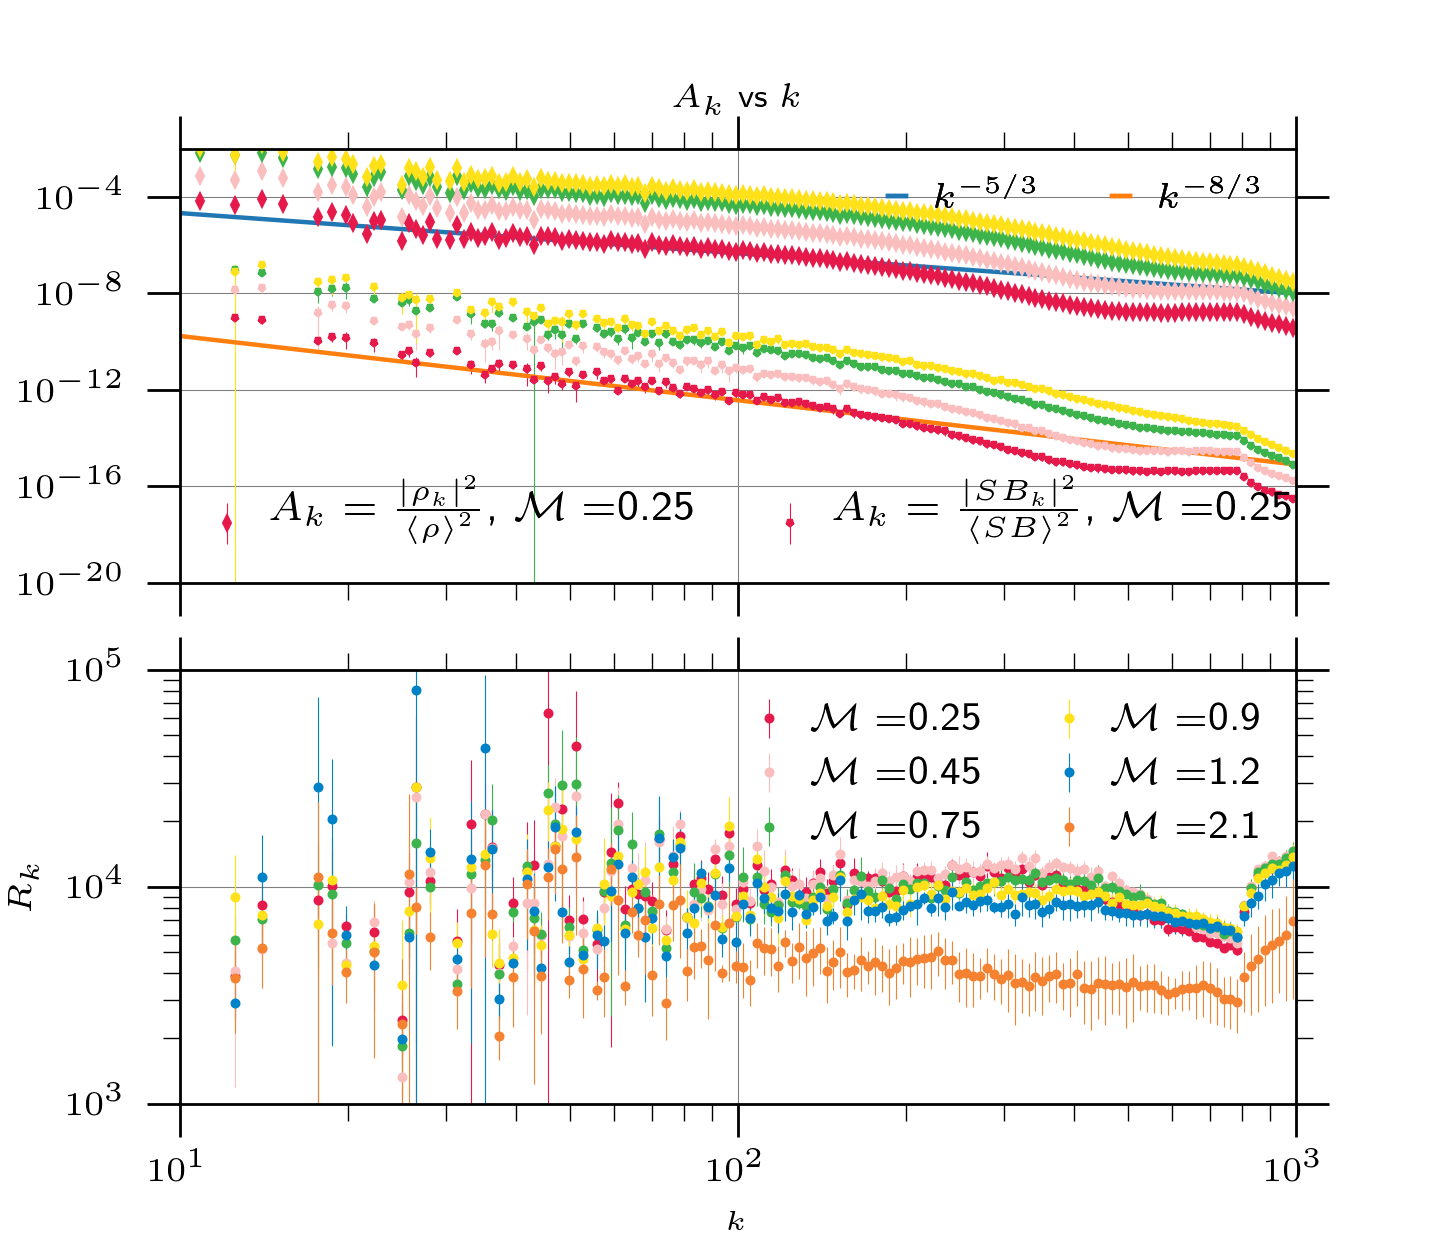 A_k vs k
10^−4
k^−5/3 k^−8/3
10^−8
10^−12
10^−16
A_k = |ρ_k|^2/⟨ρ⟩^2, ℳ =0.25 A_k = |SB_k|^2/⟨SB⟩^2, ℳ =0.25
10^−20
10^5
ℳ =0.25 ℳ =0.9
ℳ =0.45 ℳ =1.2
ℳ =0.75 ℳ =2.1
R_k
10^4
10^3
10^1 10^2 10^3
k